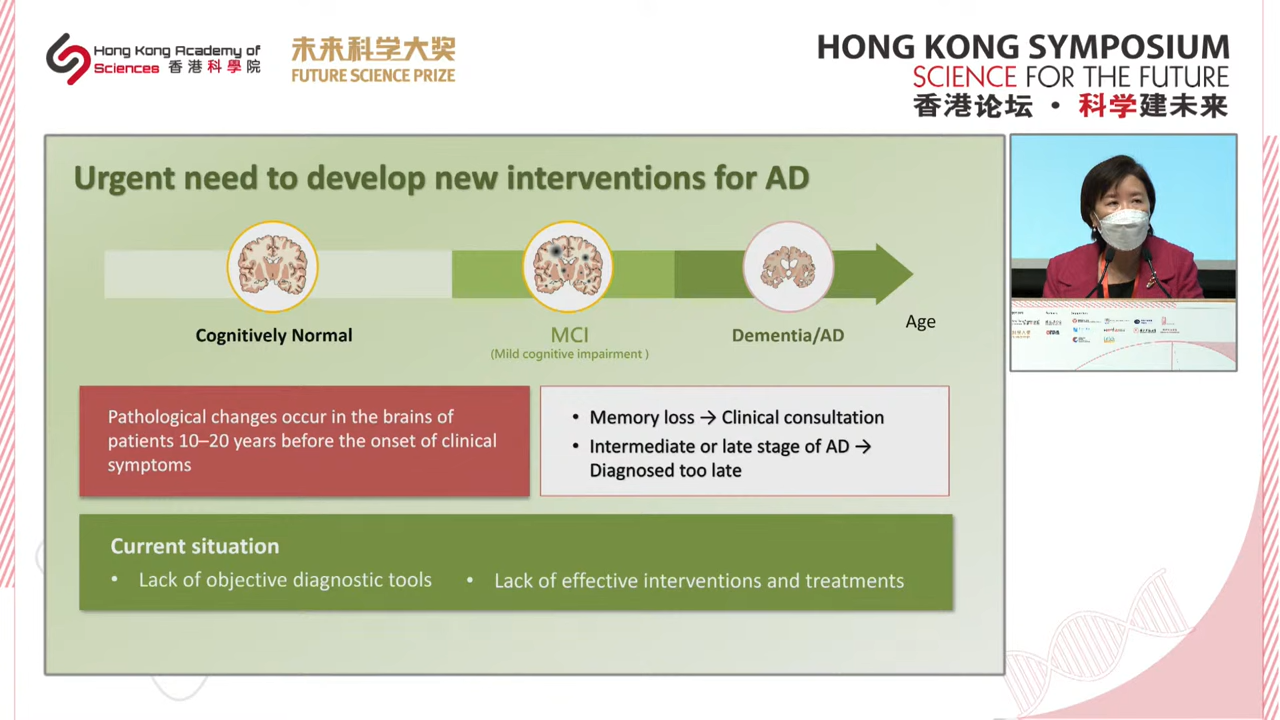 Hong Kong Academy of
Sciences 香港科學院
未来科学大奖
FUTURE SCIENCE PRIZE
HONG KONG SYMPOSIUM
SCIENCE FOR THE FUTURE
香港论坛 · 科学建未来
Urgent need to develop new interventions for AD
Cognitively Normal
MCI
(Mild cognitive impairment )
Dementia/AD
Age
Pathological changes occur in the brains of
patients 10–20 years before the onset of clinical
symptoms
• Memory loss → Clinical consultation
• Intermediate or late stage of AD →
Diagnosed too late
Current situation
• Lack of objective diagnostic tools
• Lack of effective interventions and treatments